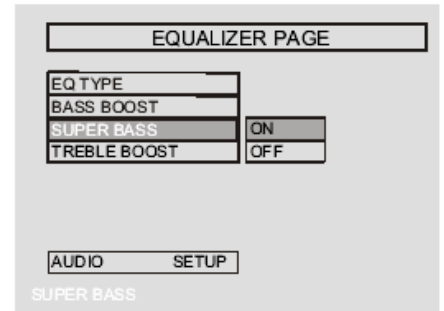 EQUALIZER PAGE
EQ TYPE
BASS BOOST
SUPER BASS ON
TREBLE BOOST OFF
AUDIO SETUP
SUPER BASS